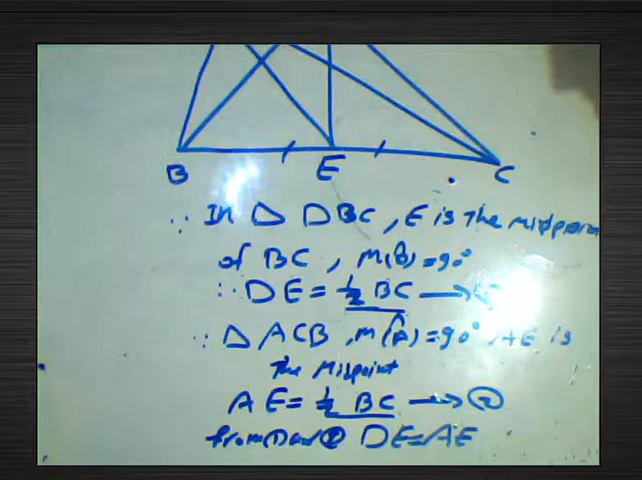 B E C
∵ In Δ DBC, E is the midpoint
of BC, m(D̂)=90°
∴ DE = ½ BC → ①
∵ Δ ACB, m(Â)=90°, E is
The Midpoint
AE = ½ BC → ②
from ① and ② DE=AE